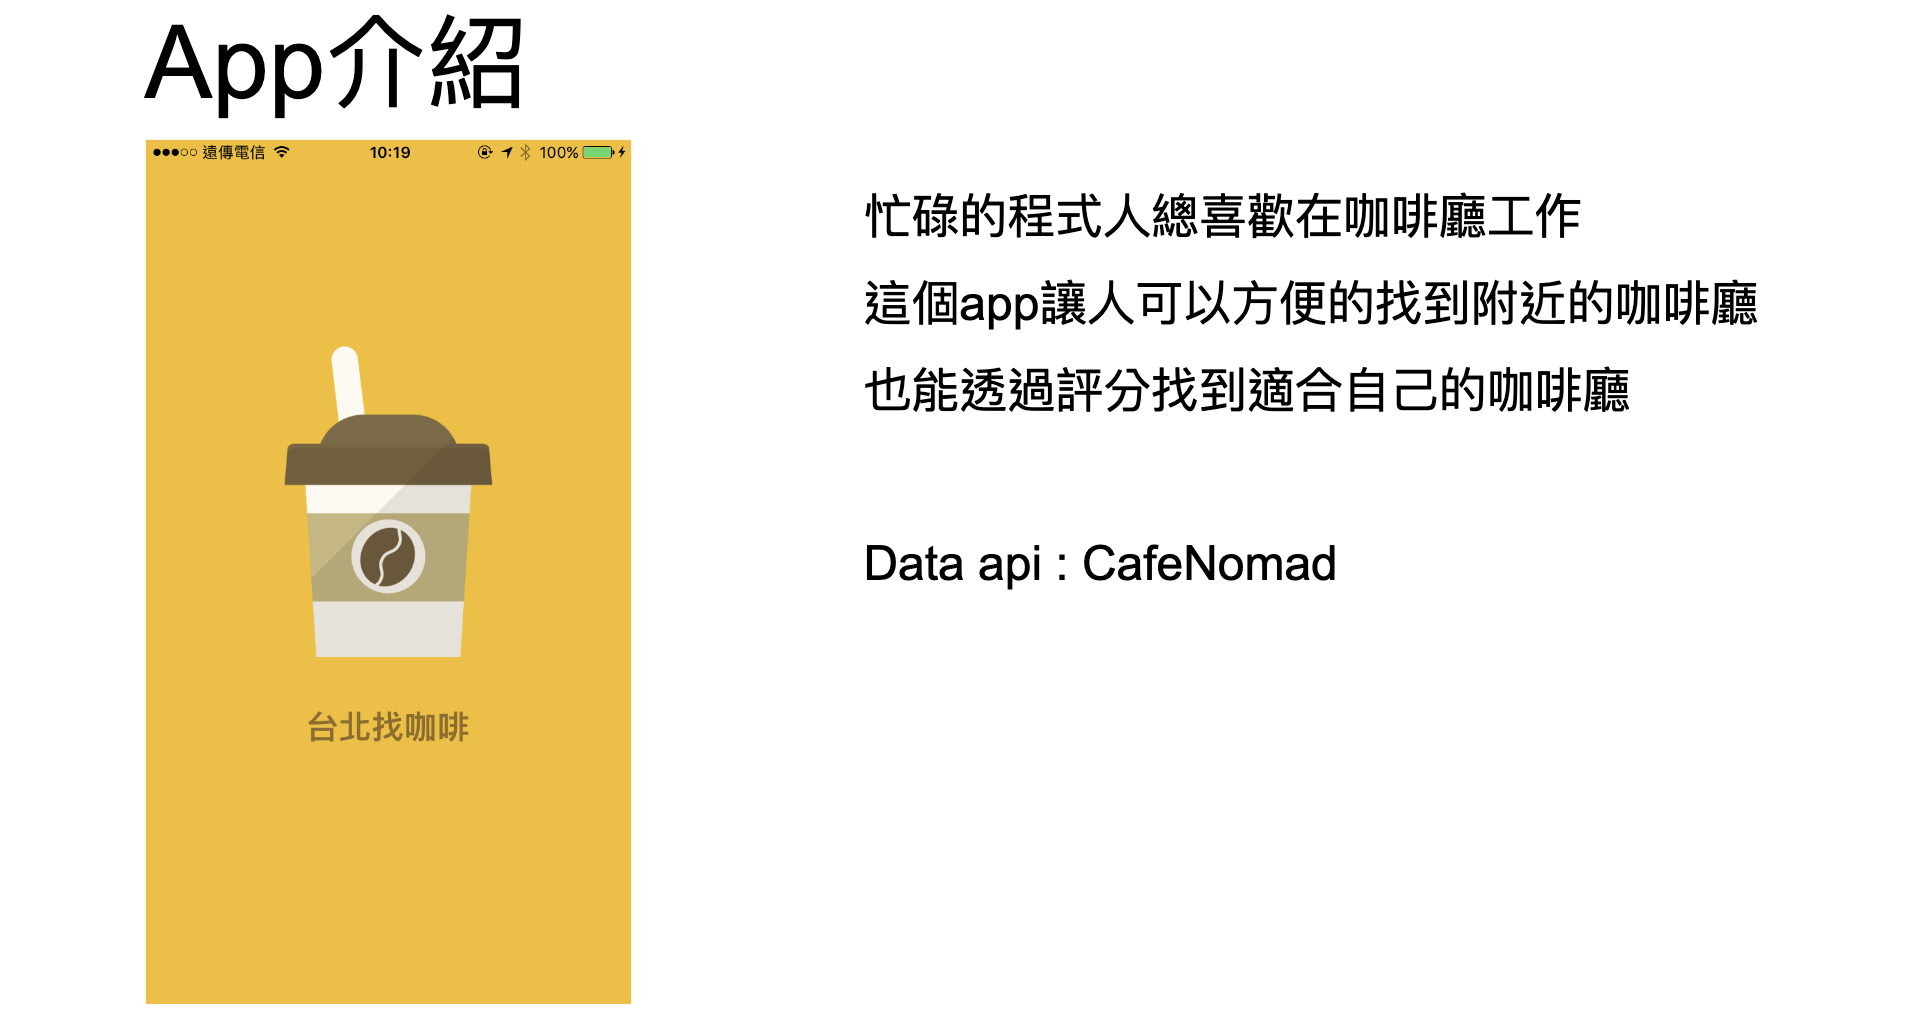 App介紹
遠傳電信 10:19 100%
忙碌的程式人總喜歡在咖啡廳工作
這個app讓人可以方便的找到附近的咖啡廳
也能透過評分找到適合自己的咖啡廳
Data api : CafeNomad
台北找咖啡